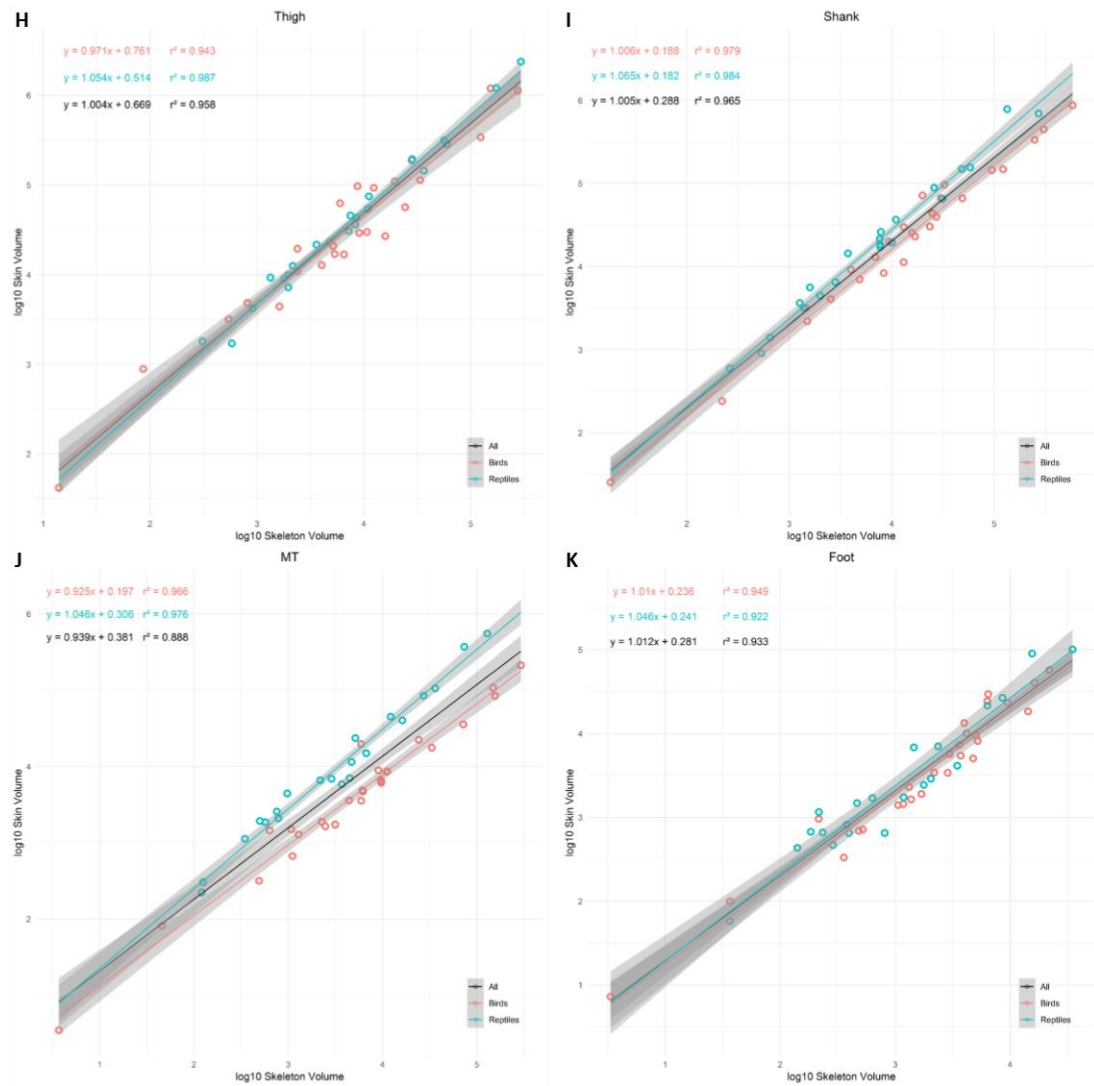 H
Thigh
y = 0.971x + 0.761 r² = 0.943
y = 1.054x + 0.514 r² = 0.987
y = 1.004x + 0.669 r² = 0.958
6
5
4
3
2
log10 Skin Volume
All
Birds
Reptiles
1 2 3 4 5
log10 Skeleton Volume
I
Shank
y = 1.006x + 0.188 r² = 0.979
y = 1.065x + 0.182 r² = 0.984
y = 1.005x + 0.288 r² = 0.965
6
5
4
3
2
log10 Skin Volume
All
Birds
Reptiles
2 3 4 5
log10 Skeleton Volume
J
MT
y = 0.925x + 0.197 r² = 0.966
y = 1.046x + 0.306 r² = 0.976
y = 0.939x + 0.381 r² = 0.888
6
4
2
log10 Skin Volume
All
Birds
Reptiles
1 2 3 4 5
log10 Skeleton Volume
K
Foot
y = 1.01x + 0.236 r² = 0.949
y = 1.046x + 0.241 r² = 0.922
y = 1.012x + 0.281 r² = 0.933
5
4
3
2
1
log10 Skin Volume
All
Birds
Reptiles
1 2 3 4
log10 Skeleton Volume